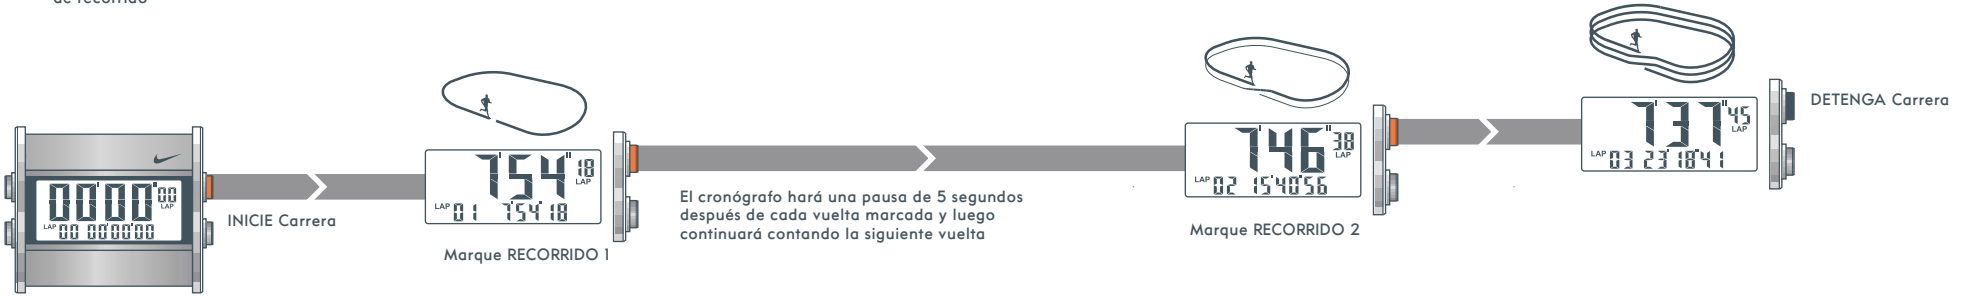 de recorrido
00'00"00
LAP
LAP 00 00'00'00
INICIE Carrera
7'54"18
LAP
LAP 01 7'54'18
Marque RECORRIDO 1
El cronógrafo hará una pausa de 5 segundos
después de cada vuelta marcada y luego
continuará contando la siguiente vuelta
7'46"38
LAP
LAP 02 15'40'56
Marque RECORRIDO 2
7'37"45
LAP
LAP 03 23'18'41
DETENGA Carrera